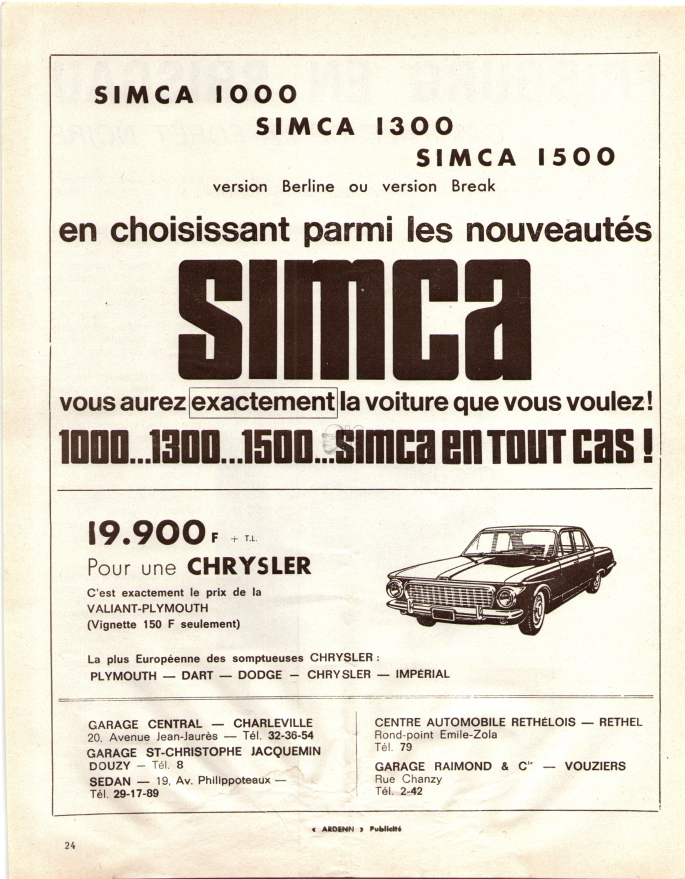 SIMCA 1000
SIMCA 1300
SIMCA 1500
version Berline ou version Break
en choisissant parmi les nouveautés
simca
vous aurez exactement la voiture que vous voulez!
1000...1300...1500...simca en TOUT cas !
19.900 F + T.L.
Pour une CHRYSLER
C'est exactement le prix de la
VALIANT-PLYMOUTH
(Vignette 150 F seulement)
La plus Européenne des somptueuses CHRYSLER :
PLYMOUTH — DART — DODGE — CHRYSLER — IMPÉRIAL
GARAGE CENTRAL — CHARLEVILLE
20, Avenue Jean-Jaurès — Tél. 32-36-54
GARAGE ST-CHRISTOPHE JACQUEMIN
DOUZY — Tél. 8
SEDAN — 19, Av. Philippoteaux —
Tél. 29-17-89
CENTRE AUTOMOBILE RETHÉLOIS — RETHEL
Rond-point Emile-Zola
Tél. 79
GARAGE RAIMOND & Cie — VOUZIERS
Rue Chanzy
Tél. 2-42
« ARDENN » Publicité
24